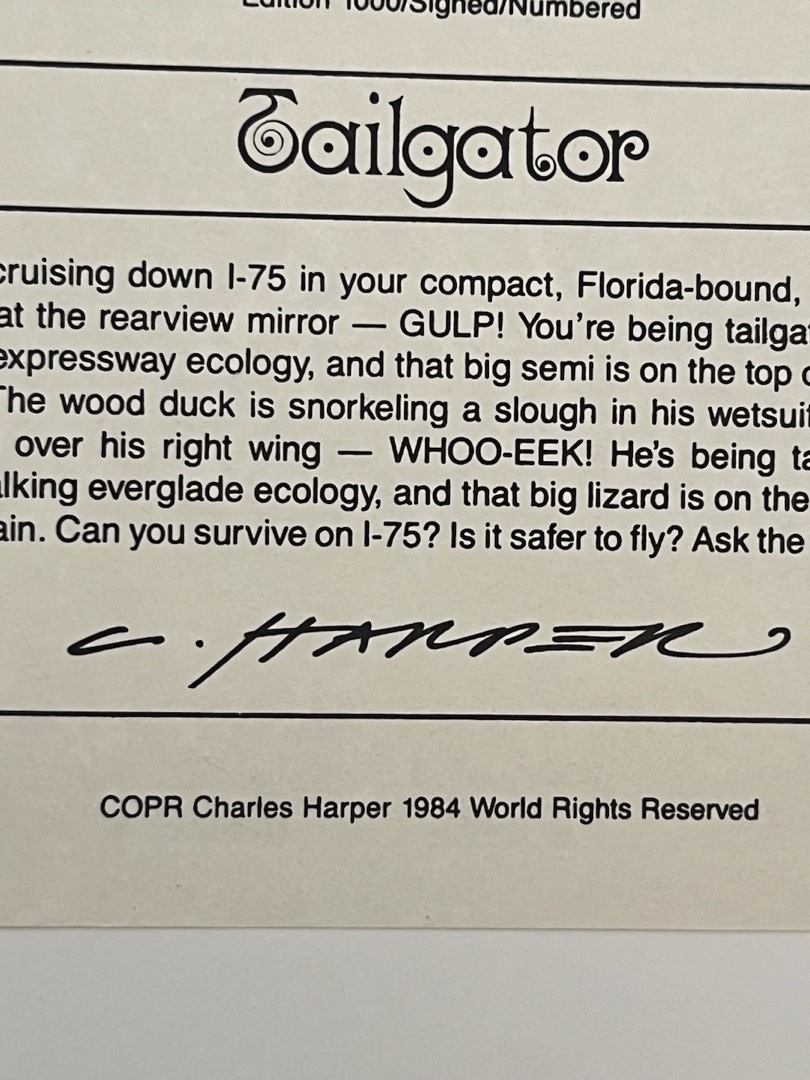 Edition 1000/Signed/Numbered
Tailgator
cruising down I-75 in your compact, Florida-bound,
at the rearview mirror — GULP! You're being tailga
expressway ecology, and that big semi is on the top
The wood duck is snorkeling a slough in his wetsuit
over his right wing — WHOO-EEK! He's being ta
lking everglade ecology, and that big lizard is on the
ain. Can you survive on I-75? Is it safer to fly? Ask the
C. HARPER
COPR Charles Harper 1984 World Rights Reserved